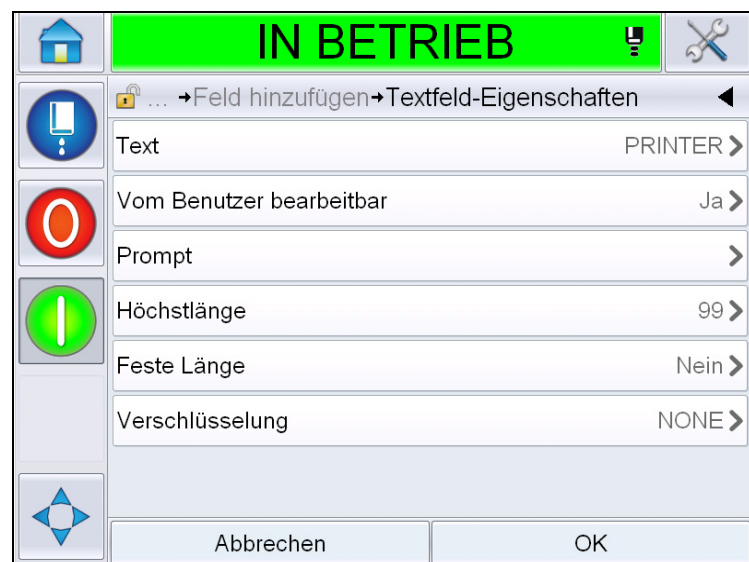 IN BETRIEB
... →Feld hinzufügen→Textfeld-Eigenschaften
Text PRINTER
Vom Benutzer bearbeitbar Ja
Prompt
Höchstlänge 99
Feste Länge Nein
Verschlüsselung NONE
Abbrechen OK